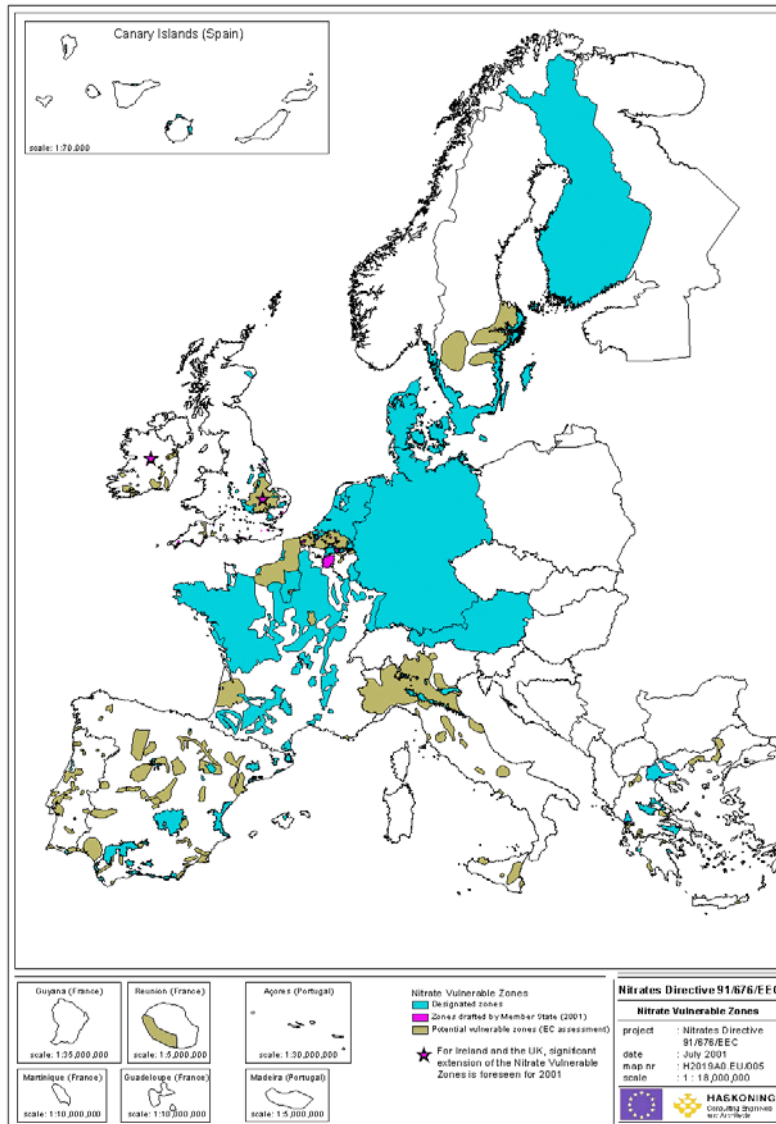 Canary Islands (Spain)
scale: 1:70,000
Guyana (France)
scale: 1:35,000,000
Reunion (France)
scale: 1:5,000,000
Açores (Portugal)
scale: 1:30,000,000
Martinique (France)
scale: 1:10,000,000
Guadeloupe (France)
scale: 1:10,000,000
Madeira (Portugal)
scale: 1:5,000,000
Nitrate Vulnerable Zones
Designated zones
Zones drafted by Member State (2001)
Potential vulnerable zones (EC assessment)
For Ireland and the UK, significant
extension of the Nitrate Vulnerable
Zones is foreseen for 2001
Nitrates Directive 91/676/EEC
Nitrate Vulnerable Zones
project : Nitrates Directive
91/676/EEC
date : July 2001
map nr : H2019A0.EU/005
scale : 1 : 18,000,000
HASKONING
Consulting Engineers
and Architects